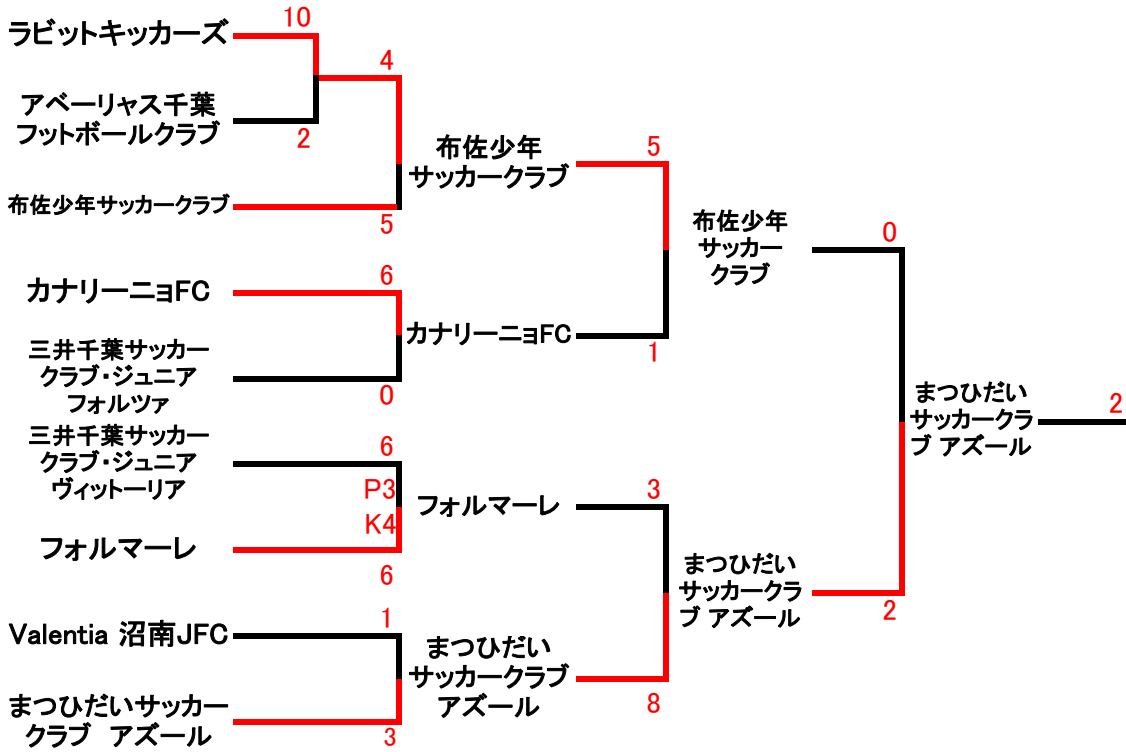 ラビットキッカーズ
10
アベーリャス千葉
フットボールクラブ
2
4
布佐少年サッカークラブ
5
布佐少年
サッカークラブ
5
カナリーニョFC
6
三井千葉サッカー
クラブ・ジュニア
フォルツァ
0
カナリーニョFC
1
布佐少年
サッカー
クラブ
0
三井千葉サッカー
クラブ・ジュニア
ヴィットーリア
6
P3
K4
フォルマーレ
6
フォルマーレ
3
Valentia 沼南JFC
1
まつひだいサッカー
クラブ アズール
3
まつひだい
サッカークラブ
アズール
8
まつひだい
サッカークラ
ブ アズール
2
まつひだい
サッカークラ
ブ アズール
2